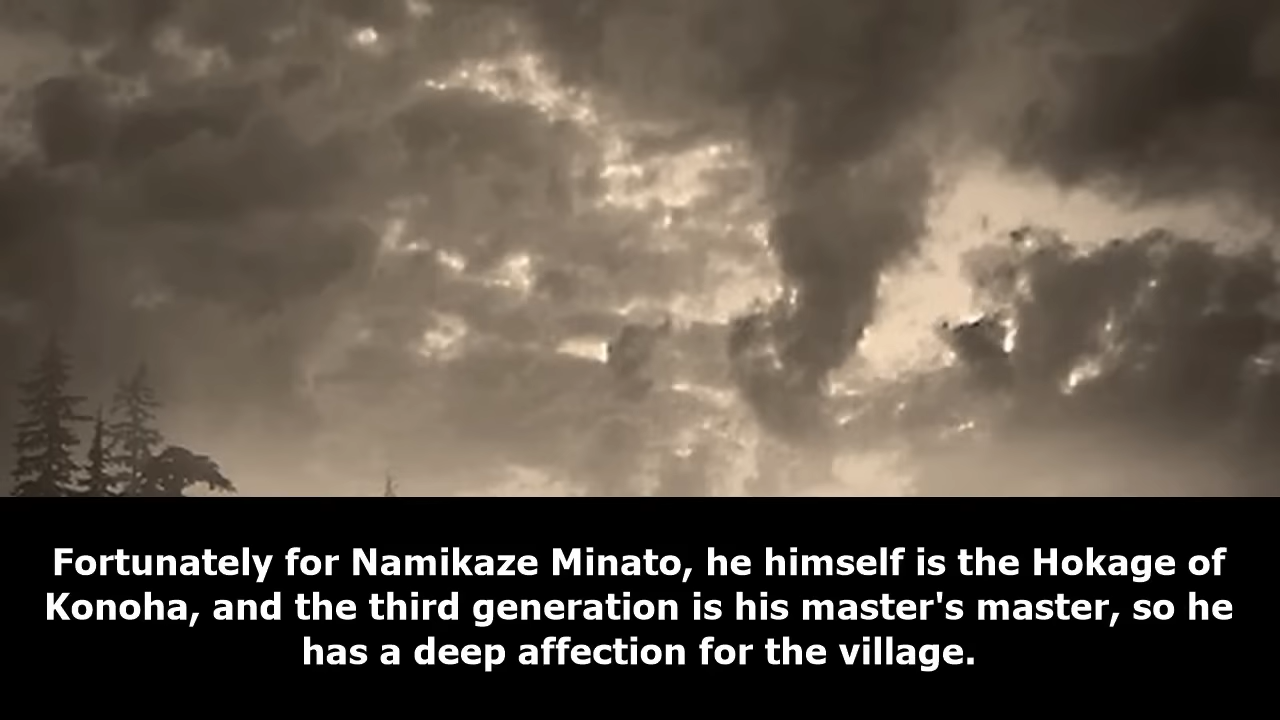 Fortunately for Namikaze Minato, he himself is the Hokage of
Konoha, and the third generation is his master's master, so he
has a deep affection for the village.